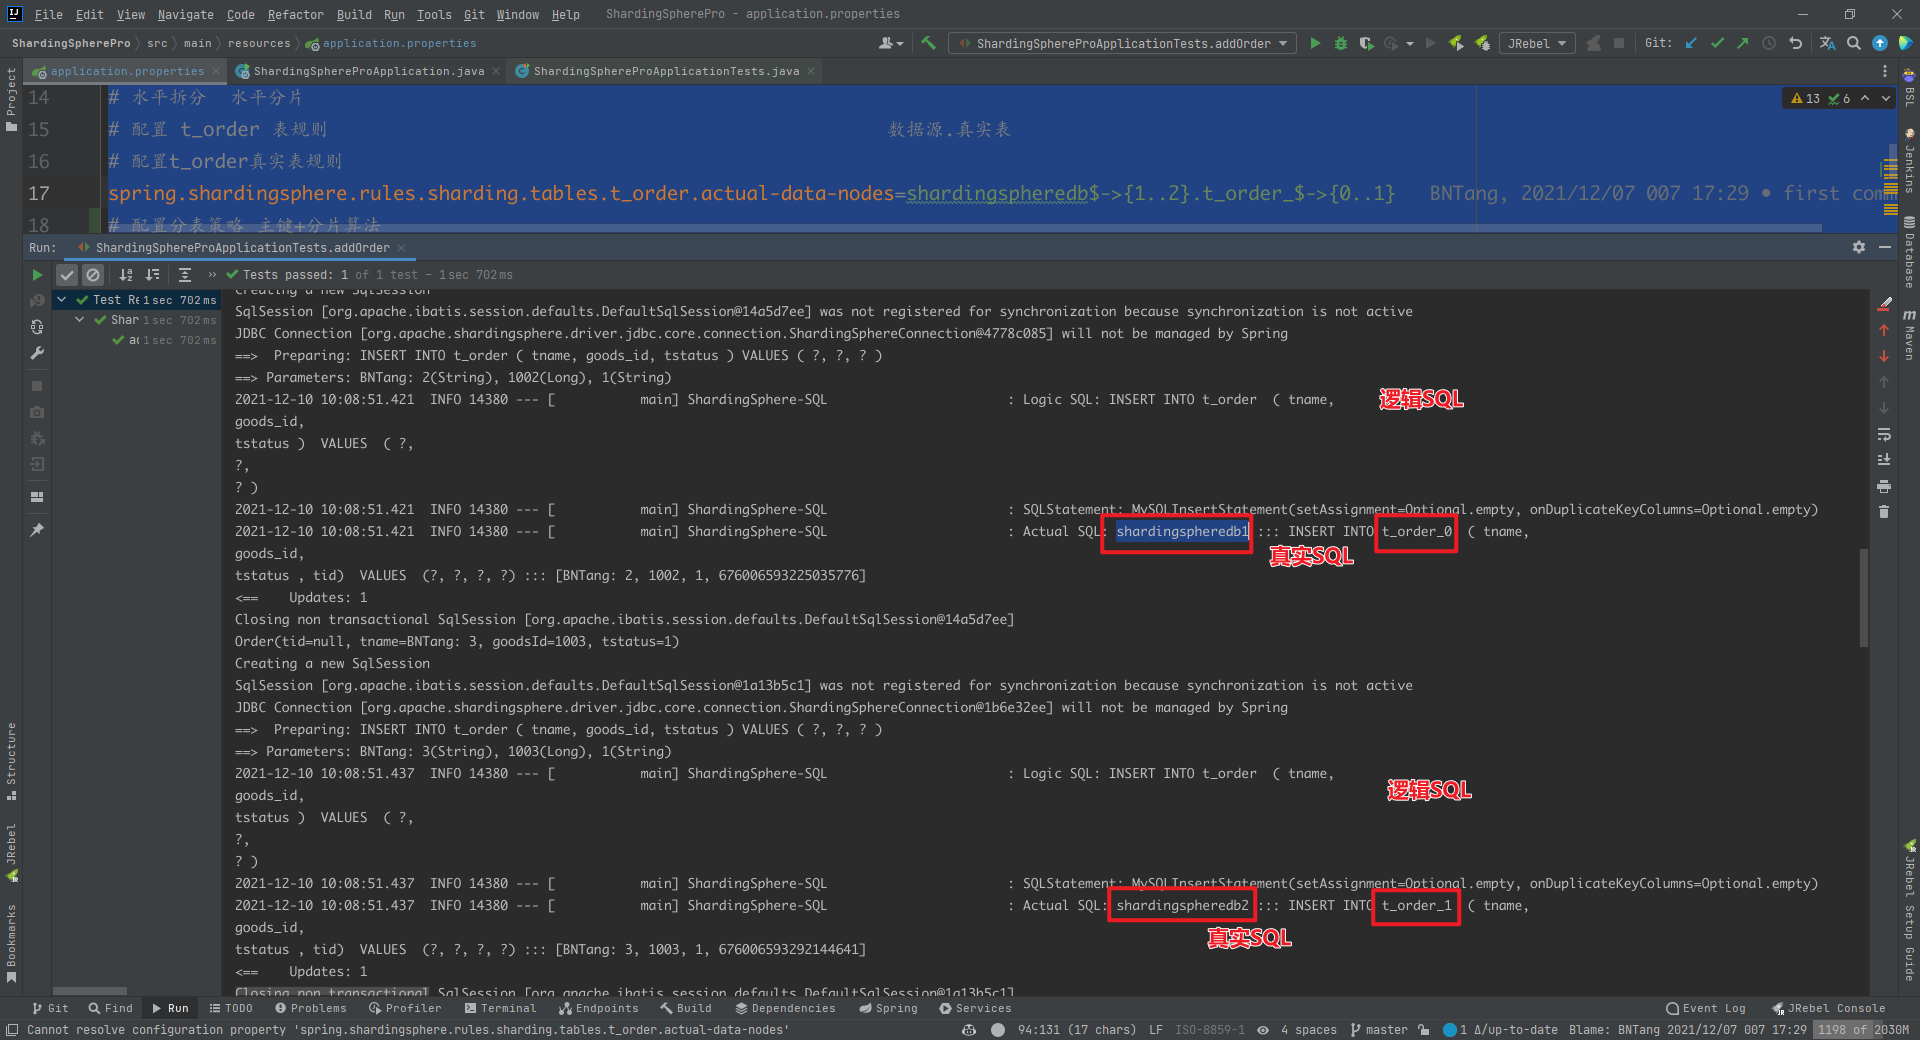 File Edit View Navigate Code Refactor Build Run Tools Git Window Help ShardingSpherePro - application.properties
ShardingSpherePro src main resources application.properties ShardingSphereProApplicationTests.addOrder JRebel Git:
application.properties ShardingSphereProApplication.java ShardingSphereProApplicationTests.java
14 # 水平拆分 水平分片
15 # 配置 t_order 表规则 数据源.真实表
16 # 配置t_order真实表规则
17 spring.shardingsphere.rules.sharding.tables.t_order.actual-data-nodes=shardingspheredb$->{1..2}.t_order_$->{0..1} BNTang, 2021/12/07 007 17:29 • first com
18 # 配置分表策略 主键+分片算法
13 6
Run: ShardingSphereProApplicationTests.addOrder
Tests passed: 1 of 1 test – 1 sec 702 ms
Test Re 1 sec 702 ms
Shar 1 sec 702 ms
ac 1 sec 702 ms
Creating a new SqlSession
SqlSession [org.apache.ibatis.session.defaults.DefaultSqlSession@14a5d7ee] was not registered for synchronization because synchronization is not active
JDBC Connection [org.apache.shardingsphere.driver.jdbc.core.connection.ShardingSphereConnection@4778c085] will not be managed by Spring
==>  Preparing: INSERT INTO t_order ( tname, goods_id, tstatus ) VALUES ( ?, ?, ? )
==> Parameters: BNTang: 2(String), 1002(Long), 1(String)
2021-12-10 10:08:51.421  INFO 14380 --- [           main] ShardingSphere-SQL                       : Logic SQL: INSERT INTO t_order  ( tname, 逻辑SQL
goods_id,
tstatus )  VALUES  ( ?,
?,
? )
2021-12-10 10:08:51.421  INFO 14380 --- [           main] ShardingSphere-SQL                       : SQLStatement: MySQLInsertStatement(setAssignment=Optional.empty, onDuplicateKeyColumns=Optional.empty)
2021-12-10 10:08:51.421  INFO 14380 --- [           main] ShardingSphere-SQL                       : Actual SQL: shardingspheredb1 ::: INSERT INTO t_order_0  ( tname,
goods_id, 真实SQL
tstatus , tid)  VALUES  (?, ?, ?, ?) ::: [BNTang: 2, 1002, 1, 676006593225035776]
<==    Updates: 1
Closing non transactional SqlSession [org.apache.ibatis.session.defaults.DefaultSqlSession@14a5d7ee]
Order(tid=null, tname=BNTang: 3, goodsId=1003, tstatus=1)
Creating a new SqlSession
SqlSession [org.apache.ibatis.session.defaults.DefaultSqlSession@1a13b5c1] was not registered for synchronization because synchronization is not active
JDBC Connection [org.apache.shardingsphere.driver.jdbc.core.connection.ShardingSphereConnection@1b6e32ee] will not be managed by Spring
==>  Preparing: INSERT INTO t_order ( tname, goods_id, tstatus ) VALUES ( ?, ?, ? )
==> Parameters: BNTang: 3(String), 1003(Long), 1(String)
2021-12-10 10:08:51.437  INFO 14380 --- [           main] ShardingSphere-SQL                       : Logic SQL: INSERT INTO t_order  ( tname,
goods_id, 逻辑SQL
tstatus )  VALUES  ( ?,
?,
? )
2021-12-10 10:08:51.437  INFO 14380 --- [           main] ShardingSphere-SQL                       : SQLStatement: MySQLInsertStatement(setAssignment=Optional.empty, onDuplicateKeyColumns=Optional.empty)
2021-12-10 10:08:51.437  INFO 14380 --- [           main] ShardingSphere-SQL                       : Actual SQL: shardingspheredb2 ::: INSERT INTO t_order_1  ( tname,
goods_id, 真实SQL
tstatus , tid)  VALUES  (?, ?, ?, ?) ::: [BNTang: 3, 1003, 1, 676006593292144641]
<==    Updates: 1
Closing non transactional SqlSession [org.apache.ibatis.session.defaults.DefaultSqlSession@1a13b5c1]
Project
Structure
JRebel
Bookmarks
BSL
Jenkins
Database
Maven
JRebel Setup Guide
Git Find Run TODO Problems Profiler Terminal Endpoints Build Dependencies Spring Services Event Log JRebel Console
Cannot resolve configuration property 'spring.shardingsphere.rules.sharding.tables.t_order.actual-data-nodes' 94:131 (17 chars) LF ISO-8859-1 4 spaces master 1 Δ/up-to-date Blame: BNTang 2021/12/07 007 17:29 1198 of 2030M